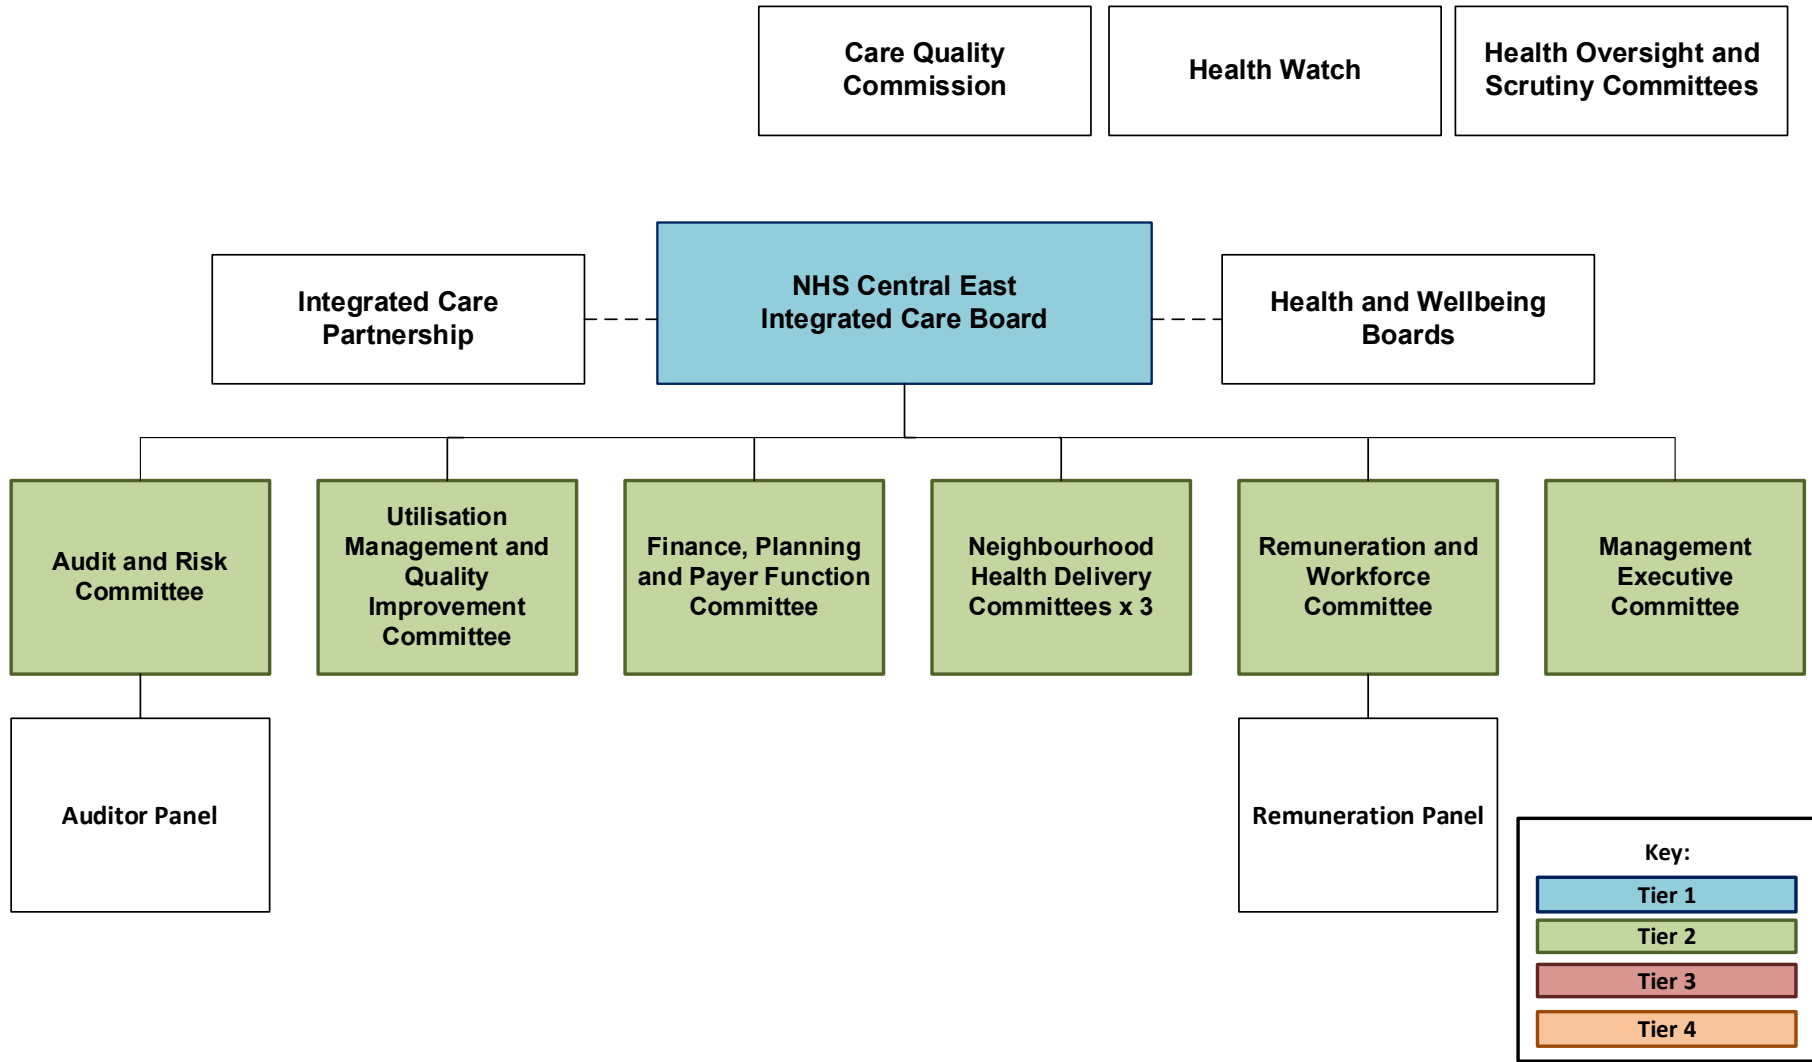 Care Quality
Commission
Health Watch
Health Oversight and
Scrutiny Committees
Integrated Care
Partnership
NHS Central East
Integrated Care Board
Health and Wellbeing
Boards
Audit and Risk
Committee
Utilisation
Management and
Quality
Improvement
Committee
Finance, Planning
and Payer Function
Committee
Neighbourhood
Health Delivery
Committees x 3
Remuneration and
Workforce
Committee
Management
Executive
Committee
Auditor Panel
Remuneration Panel
Key:
Tier 1
Tier 2
Tier 3
Tier 4